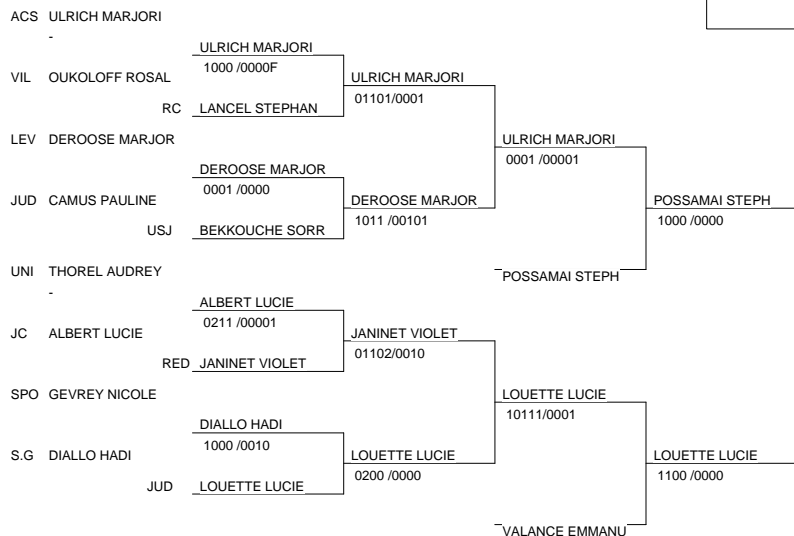 ACS ULRICH MARJORI
-
ULRICH MARJORI
1000 /0000F
VIL OUKOLOFF ROSAL
ULRICH MARJORI
01101/0001
RC LANCEL STEPHAN
LEV DEROOSE MARJOR
ULRICH MARJORI
0001 /00001
DEROOSE MARJOR
0001 /0000
JUD CAMUS PAULINE
DEROOSE MARJOR
1011 /00101
POSSAMAI STEPH
1000 /0000
USJ BEKKOUCHE SORR
UNI THOREL AUDREY
-
POSSAMAI STEPH
ALBERT LUCIE
0211 /00001
JC ALBERT LUCIE
JANINET VIOLET
01102/0010
RED JANINET VIOLET
SPO GEVREY NICOLE
LOUETTE LUCIE
10111/0001
DIALLO HADI
1000 /0010
S.G DIALLO HADI
LOUETTE LUCIE
0200 /0000
LOUETTE LUCIE
1100 /0000
JUD LOUETTE LUCIE
VALANCE EMMANU